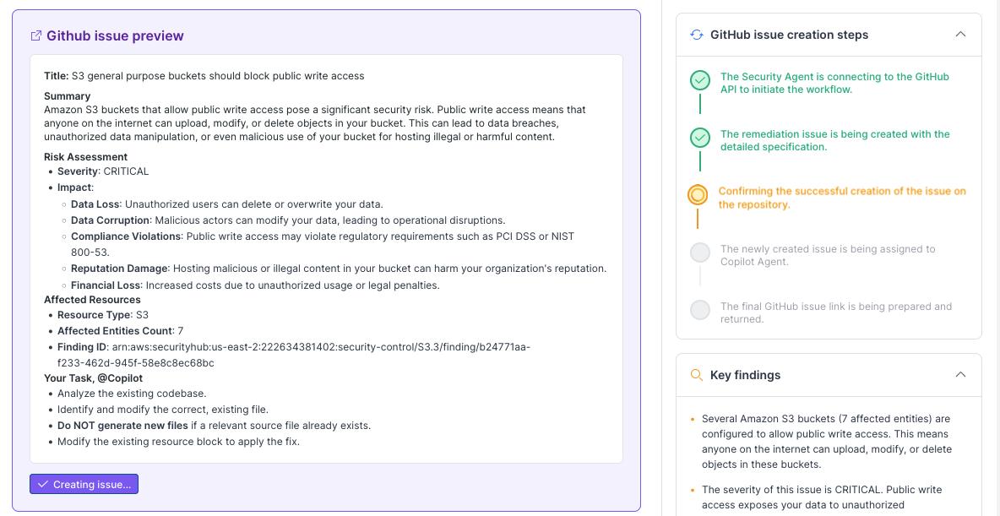 Github issue preview
Title: S3 general purpose buckets should block public write access
Summary
Amazon S3 buckets that allow public write access pose a significant security risk. Public write access means that
anyone on the internet can upload, modify, or delete objects in your bucket. This can lead to data breaches,
unauthorized data manipulation, or even malicious use of your bucket for hosting illegal or harmful content.
Risk Assessment
• Severity: CRITICAL
• Impact:
◦ Data Loss: Unauthorized users can delete or overwrite your data.
◦ Data Corruption: Malicious actors can modify your data, leading to operational disruptions.
◦ Compliance Violations: Public write access may violate regulatory requirements such as PCI DSS or NIST
800-53.
◦ Reputation Damage: Hosting malicious or illegal content in your bucket can harm your organization's reputation.
◦ Financial Loss: Increased costs due to unauthorized usage or legal penalties.
Affected Resources
• Resource Type: S3
• Affected Entities Count: 7
• Finding ID: arn:aws:securityhub:us-east-2:222634381402:security-control/S3.3/finding/b24771aa-
f233-462d-945f-58e8c8ec68bc
Your Task, @Copilot
• Analyze the existing codebase.
• Identify and modify the correct, existing file.
• Do NOT generate new files if a relevant source file already exists.
• Modify the existing resource block to apply the fix.
Creating issue...
GitHub issue creation steps
The Security Agent is connecting to the GitHub
API to initiate the workflow.
The remediation issue is being created with the
detailed specification.
Confirming the successful creation of the issue on
the repository.
The newly created issue is being assigned to
Copilot Agent.
The final GitHub issue link is being prepared and
returned.
Key findings
• Several Amazon S3 buckets (7 affected entities) are
configured to allow public write access. This means
anyone on the internet can upload, modify, or delete
objects in these buckets.
• The severity of this issue is CRITICAL. Public write
access exposes your data to unauthorized